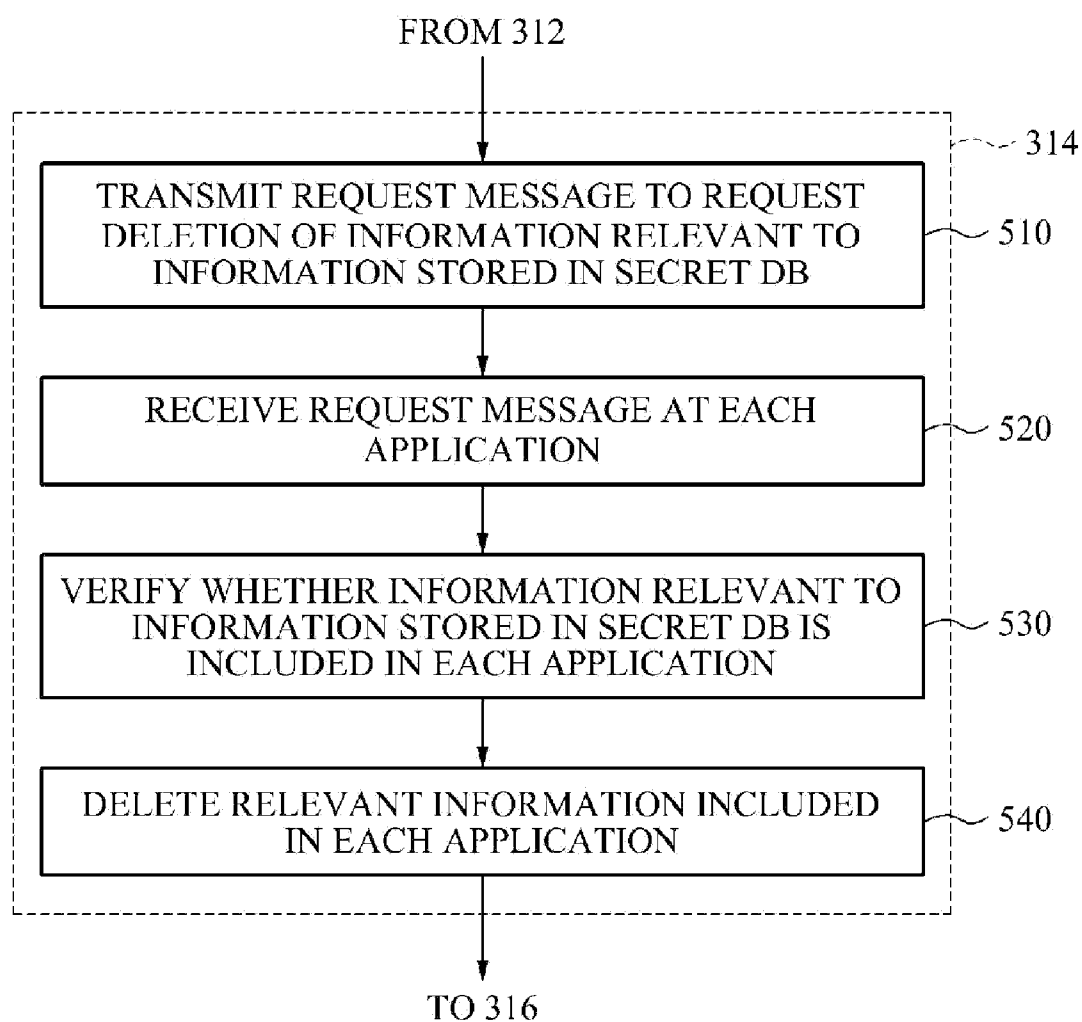 FROM 312
314
TRANSMIT REQUEST MESSAGE TO REQUEST
DELETION OF INFORMATION RELEVANT TO
INFORMATION STORED IN SECRET DB
510
RECEIVE REQUEST MESSAGE AT EACH
APPLICATION
520
VERIFY WHETHER INFORMATION RELEVANT TO
INFORMATION STORED IN SECRET DB IS
INCLUDED IN EACH APPLICATION
530
DELETE RELEVANT INFORMATION INCLUDED
IN EACH APPLICATION
540
TO 316